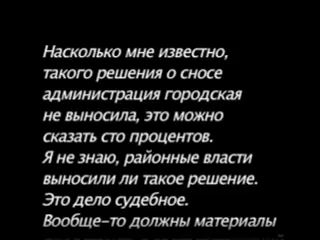 Насколько мне известно,
такого решения о сносе
администрация городская
не выносила, это можно
сказать сто процентов.
Я не знаю, районные власти
выносили ли такое решение.
Это дело судебное.
Вообще-то должны материалы